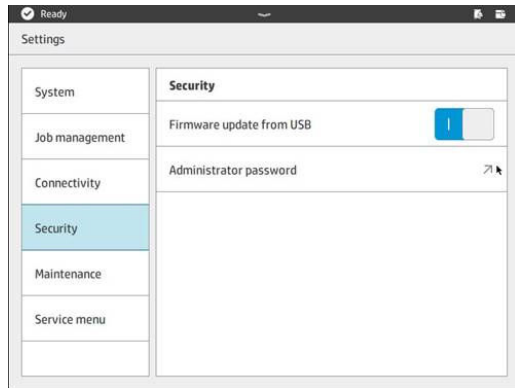 Ready
Settings
System
Job management
Connectivity
Security
Maintenance
Service menu
Security
Firmware update from USB
Administrator password